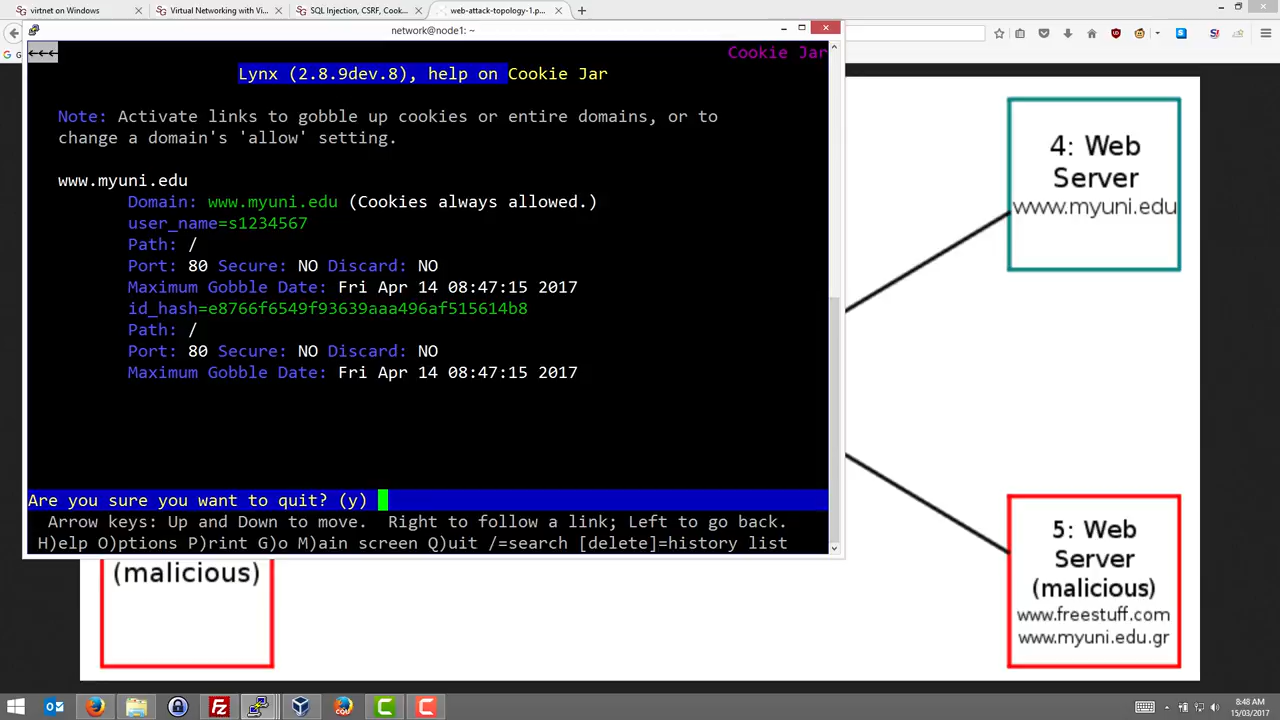 virtnet on Windows
Virtual Networking with Vi...
SQL Injection, CSRF, Cook...
web-attack-topology-1.p...
network@node1: ~
←←←
Cookie Jar
Lynx (2.8.9dev.8), help on Cookie Jar
Note: Activate links to gobble up cookies or entire domains, or to
change a domain's 'allow' setting.
www.myuni.edu
Domain: www.myuni.edu (Cookies always allowed.)
user_name=s1234567
Path: /
Port: 80 Secure: NO Discard: NO
Maximum Gobble Date: Fri Apr 14 08:47:15 2017
id_hash=e8766f6549f93639aaa496af515614b8
Path: /
Port: 80 Secure: NO Discard: NO
Maximum Gobble Date: Fri Apr 14 08:47:15 2017
Are you sure you want to quit? (y)
Arrow keys: Up and Down to move.  Right to follow a link; Left to go back.
H)elp O)ptions P)rint G)o M)ain screen Q)uit /=search [delete]=history list
4: Web
Server
www.myuni.edu
(malicious)
5: Web
Server
(malicious)
www.freestuff.com
www.myuni.edu.gr
8:48 AM
15/03/2017